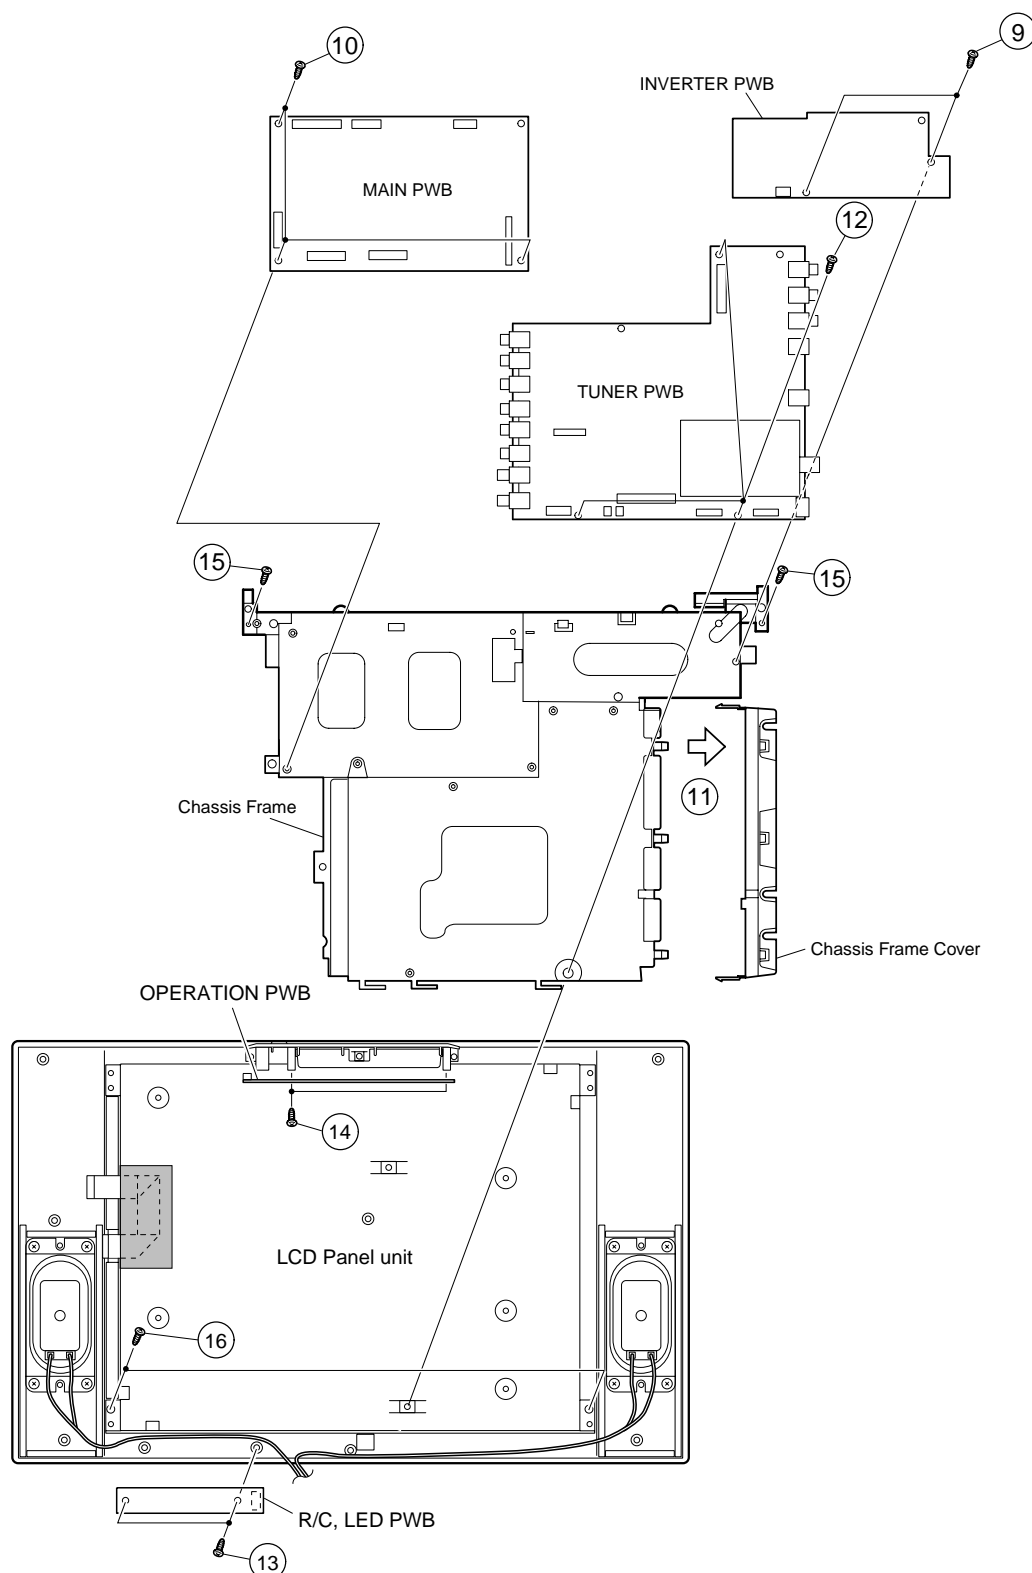 10
9
INVERTER PWB
MAIN PWB
12
TUNER PWB
15
15
11
Chassis Frame
Chassis Frame Cover
OPERATION PWB
14
LCD Panel unit
16
R/C, LED PWB
13